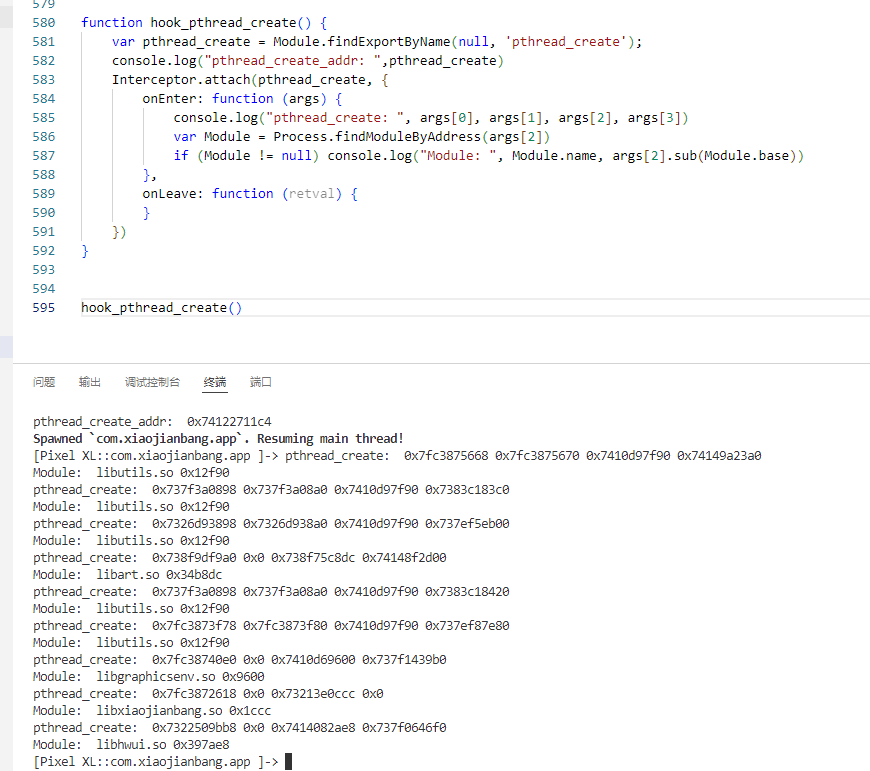 579
580 function hook_pthread_create() {
581 var pthread_create = Module.findExportByName(null, 'pthread_create');
582 console.log("pthread_create_addr: ",pthread_create)
583 Interceptor.attach(pthread_create, {
584 onEnter: function (args) {
585 console.log("pthread_create: ", args[0], args[1], args[2], args[3])
586 var Module = Process.findModuleByAddress(args[2])
587 if (Module != null) console.log("Module: ", Module.name, args[2].sub(Module.base))
588 },
589 onLeave: function (retval) {
590 }
591 })
592 }
593
594
595 hook_pthread_create()
问题 输出 调试控制台 终端 端口
pthread_create_addr:  0x74122711c4
Spawned `com.xiaojianbang.app`. Resuming main thread!
[Pixel XL::com.xiaojianbang.app ]-> pthread_create:  0x7fc3875668 0x7fc3875670 0x7410d97f90 0x74149a23a0
Module:  libutils.so 0x12f90
pthread_create:  0x737f3a0898 0x737f3a08a0 0x7410d97f90 0x7383c183c0
Module:  libutils.so 0x12f90
pthread_create:  0x7326d93898 0x7326d938a0 0x7410d97f90 0x737ef5eb00
Module:  libutils.so 0x12f90
pthread_create:  0x738f9df9a0 0x0 0x738f75c8dc 0x74148f2d00
Module:  libart.so 0x34b8dc
pthread_create:  0x737f3a0898 0x737f3a08a0 0x7410d97f90 0x7383c18420
Module:  libutils.so 0x12f90
pthread_create:  0x7fc3873f78 0x7fc3873f80 0x7410d97f90 0x737ef87e80
Module:  libutils.so 0x12f90
pthread_create:  0x7fc38740e0 0x0 0x7410d69600 0x737f1439b0
Module:  libgraphicsenv.so 0x9600
pthread_create:  0x7fc3872618 0x0 0x73213e0ccc 0x0
Module:  libxiaojianbang.so 0x1ccc
pthread_create:  0x7322509bb8 0x0 0x7414082ae8 0x737f0646f0
Module:  libhwui.so 0x397ae8
[Pixel XL::com.xiaojianbang.app ]->